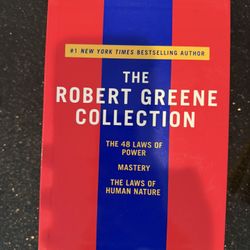 #1 NEW YORK TIMES BESTSELLING AUTHOR
THE
ROBERT GREENE
COLLECTION
THE 48 LAWS OF
POWER
MASTERY
THE LAWS OF
HUMAN NATURE